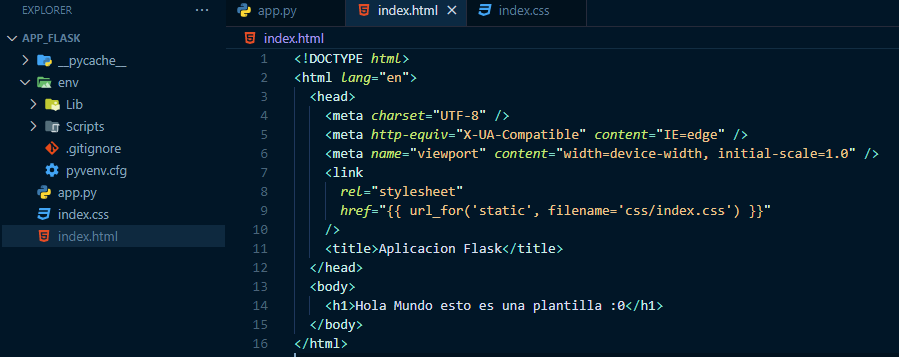 EXPLORER ...
APP_FLASK
__pycache__
env
Lib
Scripts
.gitignore
pyvenv.cfg
app.py
index.css
index.html
app.py index.html index.css
index.html
1 <!DOCTYPE html>
2 <html lang="en">
3 <head>
4 <meta charset="UTF-8" />
5 <meta http-equiv="X-UA-Compatible" content="IE=edge" />
6 <meta name="viewport" content="width=device-width, initial-scale=1.0" />
7 <link
8 rel="stylesheet"
9 href="{{ url_for('static', filename='css/index.css') }}"
10 />
11 <title>Aplicacion Flask</title>
12 </head>
13 <body>
14 <h1>Hola Mundo esto es una plantilla :0</h1>
15 </body>
16 </html>